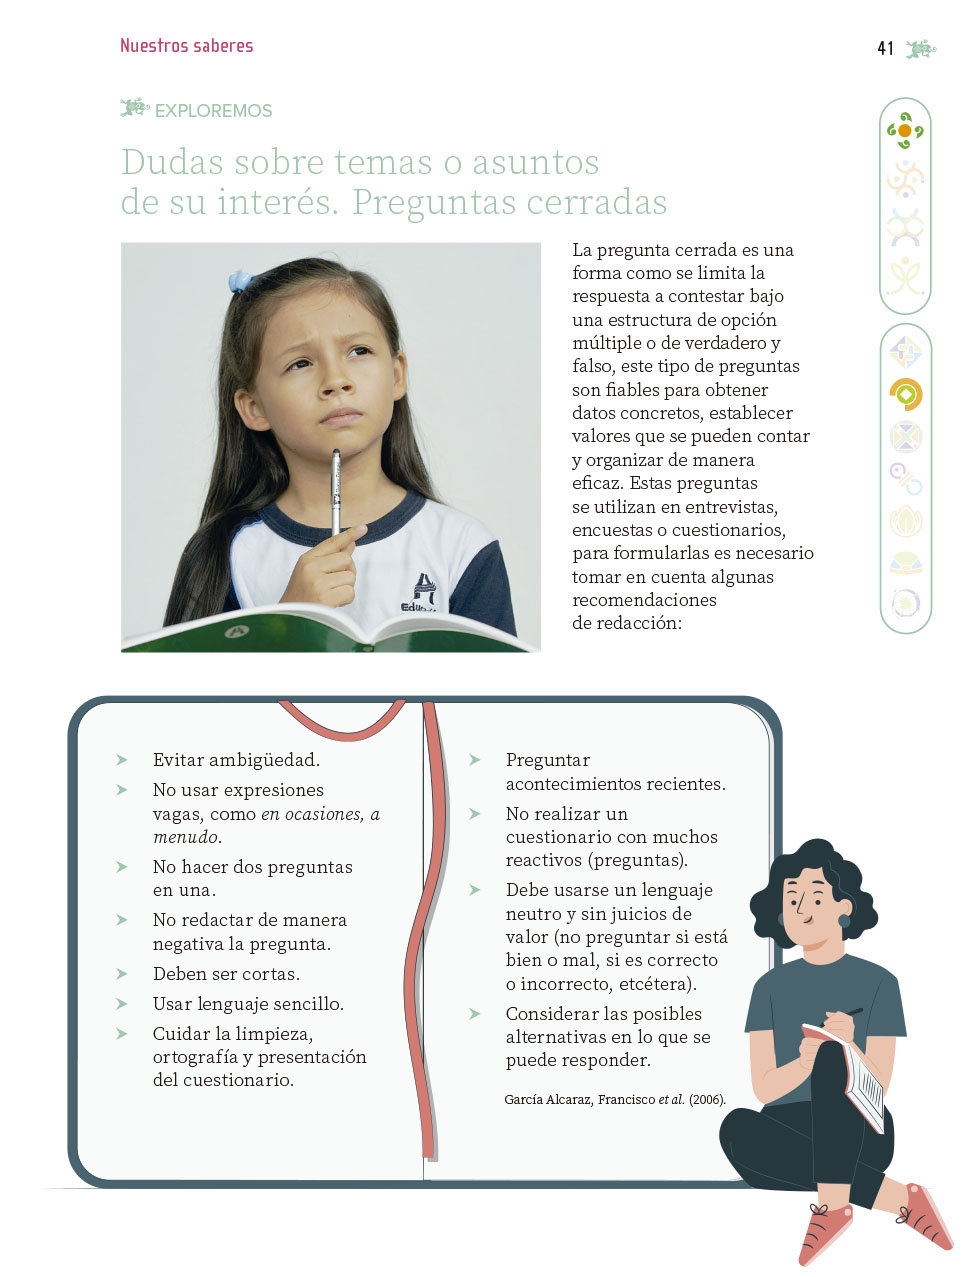 Nuestros saberes
41
EXPLOREMOS
Dudas sobre temas o asuntos
de su interés. Preguntas cerradas
La pregunta cerrada es una
forma como se limita la
respuesta a contestar bajo
una estructura de opción
múltiple o de verdadero y
falso, este tipo de preguntas
son fiables para obtener
datos concretos, establecer
valores que se pueden contar
y organizar de manera
eficaz. Estas preguntas
se utilizan en entrevistas,
encuestas o cuestionarios,
para formularlas es necesario
tomar en cuenta algunas
recomendaciones
de redacción:
Evitar ambigüedad.
No usar expresiones
vagas, como en ocasiones, a
menudo.
No hacer dos preguntas
en una.
No redactar de manera
negativa la pregunta.
Deben ser cortas.
Usar lenguaje sencillo.
Cuidar la limpieza,
ortografía y presentación
del cuestionario.
Preguntar
acontecimientos recientes.
No realizar un
cuestionario con muchos
reactivos (preguntas).
Debe usarse un lenguaje
neutro y sin juicios de
valor (no preguntar si está
bien o mal, si es correcto
o incorrecto, etcétera).
Considerar las posibles
alternativas en lo que se
puede responder.
García Alcaraz, Francisco et al. (2006).